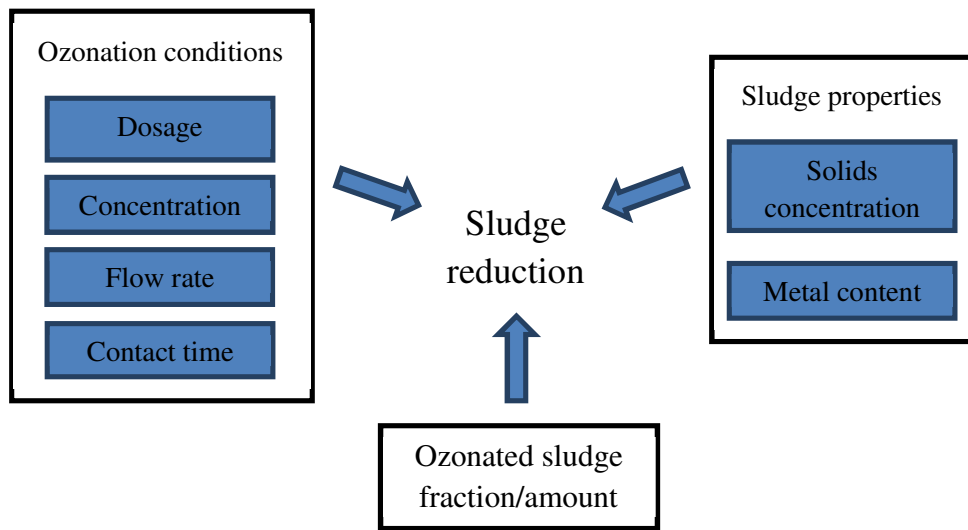 Ozonation conditions
Dosage
Concentration
Flow rate
Contact time
Sludge
reduction
Sludge properties
Solids
concentration
Metal content
Ozonated sludge
fraction/amount